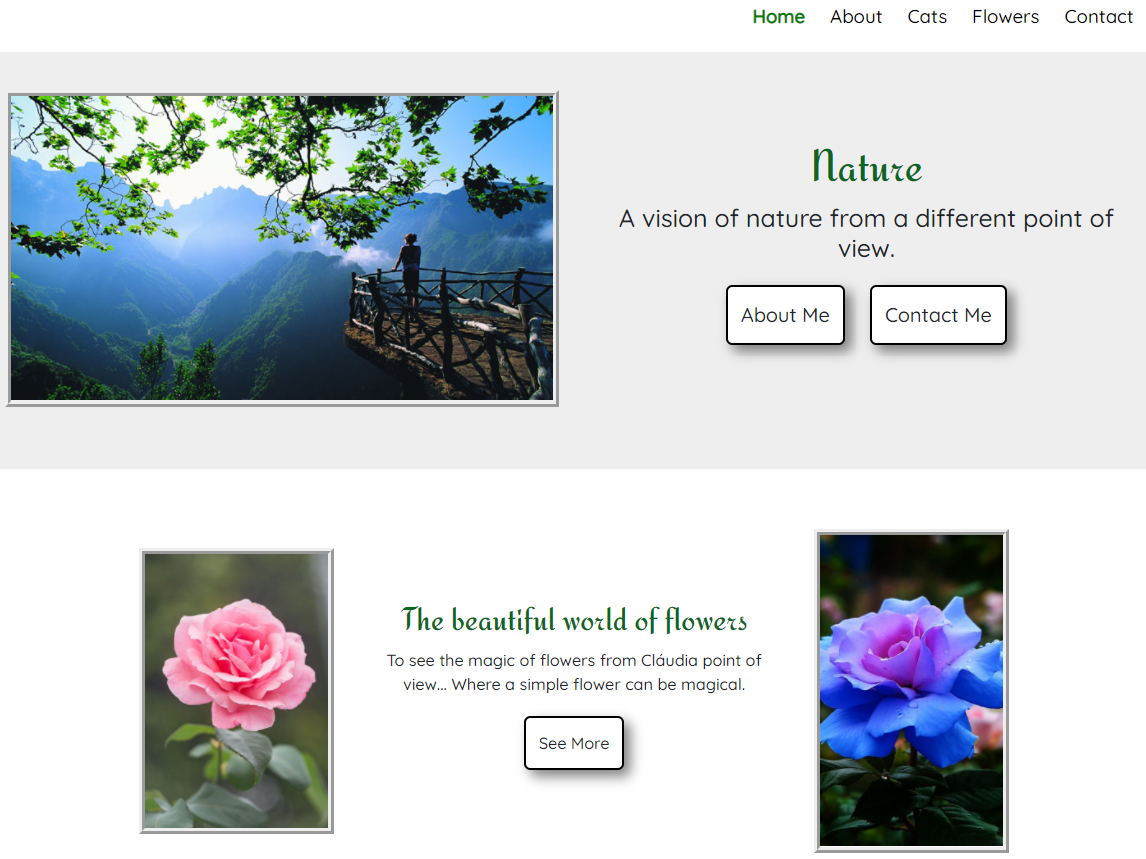 Home About Cats Flowers Contact
Nature
A vision of nature from a different point of
view.
About Me Contact Me
The beautiful world of flowers
To see the magic of flowers from Cláudia point of
view... Where a simple flower can be magical.
See More